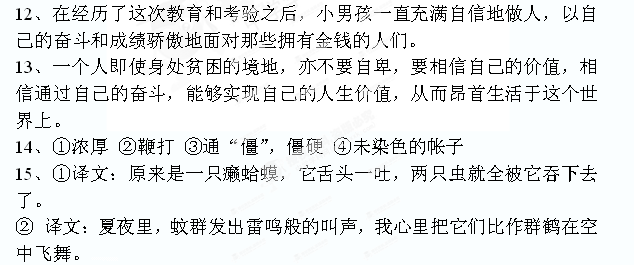 12、在经历了这次教育和考验之后，小男孩一直充满自信地做人，以自
己的奋斗和成绩骄傲地面对那些拥有金钱的人们。
13、一个人即使身处贫困的境地，亦不要自卑，要相信自己的价值，相
信通过自己的奋斗，能够实现自己的人生价值，从而昂首生活于这个世
界上。
14、①浓厚 ②鞭打 ③通“僵”，僵硬 ④未染色的帐子
15、①译文：原来是一只癞蛤蟆，它舌头一吐，两只虫就全被它吞下去
了。
② 译文：夏夜里，蚊群发出雷鸣般的叫声，我心里把它们比作群鹤在空
中飞舞。